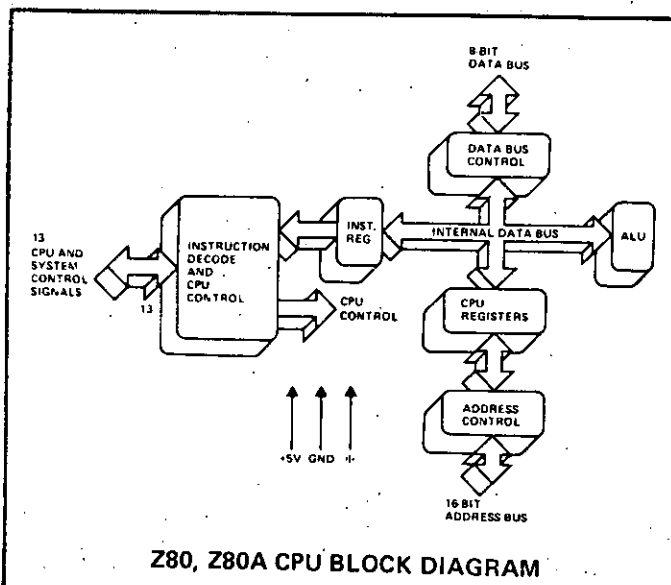 8-BIT
DATA BUS
DATA BUS
CONTROL
13
CPU AND
SYSTEM
CONTROL
SIGNALS
13
INSTRUCTION
DECODE
AND
CPU
CONTROL
INST.
REG
INTERNAL DATA BUS
ALU
CPU
CONTROL
CPU
REGISTERS
ADDRESS
CONTROL
+5V GND Φ
16-BIT
ADDRESS BUS
Z80, Z80A CPU BLOCK DIAGRAM